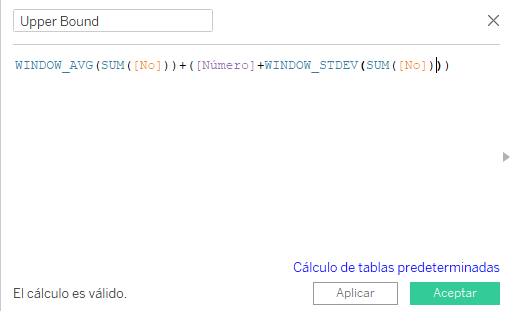 Upper Bound
WINDOW_AVG(SUM([No]))+([Número]+WINDOW_STDEV(SUM([No])))
Cálculo de tablas predeterminadas
El cálculo es válido.
Aplicar
Aceptar